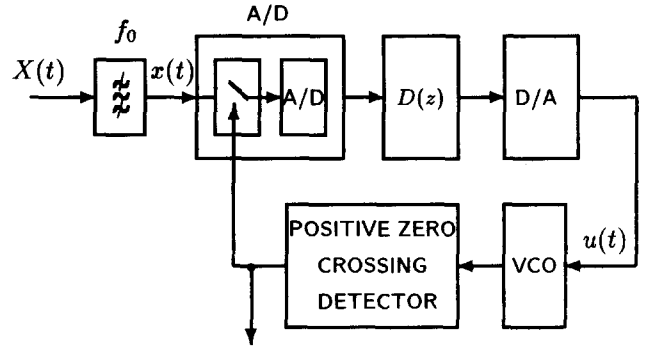 A/D
f₀
X(t)
x(t)
A/D
D(z)
D/A
POSITIVE ZERO
CROSSING
DETECTOR
VCO
u(t)